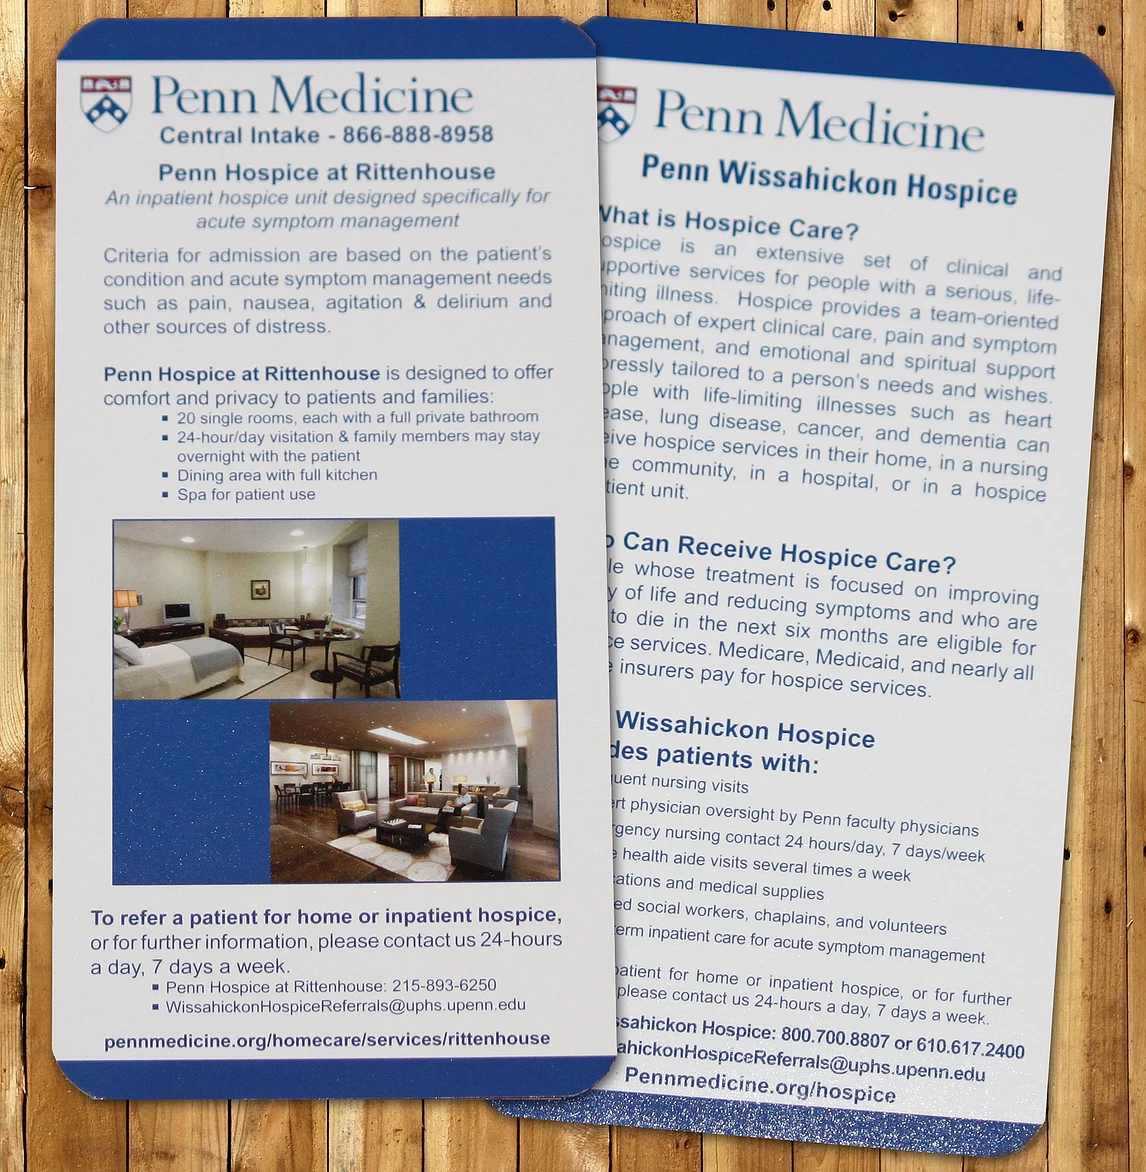 Penn Medicine
Central Intake - 866-888-8958
Penn Hospice at Rittenhouse
An inpatient hospice unit designed specifically for
acute symptom management
Criteria for admission are based on the patient's
condition and acute symptom management needs
such as pain, nausea, agitation & delirium and
other sources of distress.
Penn Hospice at Rittenhouse is designed to offer
comfort and privacy to patients and families:
▪ 20 single rooms, each with a full private bathroom
▪ 24-hour/day visitation & family members may stay
overnight with the patient
▪ Dining area with full kitchen
▪ Spa for patient use
To refer a patient for home or inpatient hospice,
or for further information, please contact us 24-hours
a day, 7 days a week.
▪ Penn Hospice at Rittenhouse: 215-893-6250
▪ WissahickonHospiceReferrals@uphs.upenn.edu
pennmedicine.org/homecare/services/rittenhouse
Penn Medicine
Penn Wissahickon Hospice
What is Hospice Care?
ospice is an extensive set of clinical and
upportive services for people with a serious, life-
miting illness. Hospice provides a team-oriented
proach of expert clinical care, pain and symptom
anagement, and emotional and spiritual support
pressly tailored to a person's needs and wishes.
ople with life-limiting illnesses such as heart
ease, lung disease, cancer, and dementia can
eive hospice services in their home, in a nursing
e community, in a hospital, or in a hospice
tient unit.
o Can Receive Hospice Care?
le whose treatment is focused on improving
y of life and reducing symptoms and who are
to die in the next six months are eligible for
ce services. Medicare, Medicaid, and nearly all
e insurers pay for hospice services.
Wissahickon Hospice
des patients with:
uent nursing visits
ert physician oversight by Penn faculty physicians
rgency nursing contact 24 hours/day, 7 days/week
e health aide visits several times a week
cations and medical supplies
ed social workers, chaplains, and volunteers
term inpatient care for acute symptom management
patient for home or inpatient hospice, or for further
please contact us 24-hours a day, 7 days a week.
ssahickon Hospice: 800.700.8807 or 610.617.2400
ahickonHospiceReferrals@uphs.upenn.edu
Pennmedicine.org/hospice